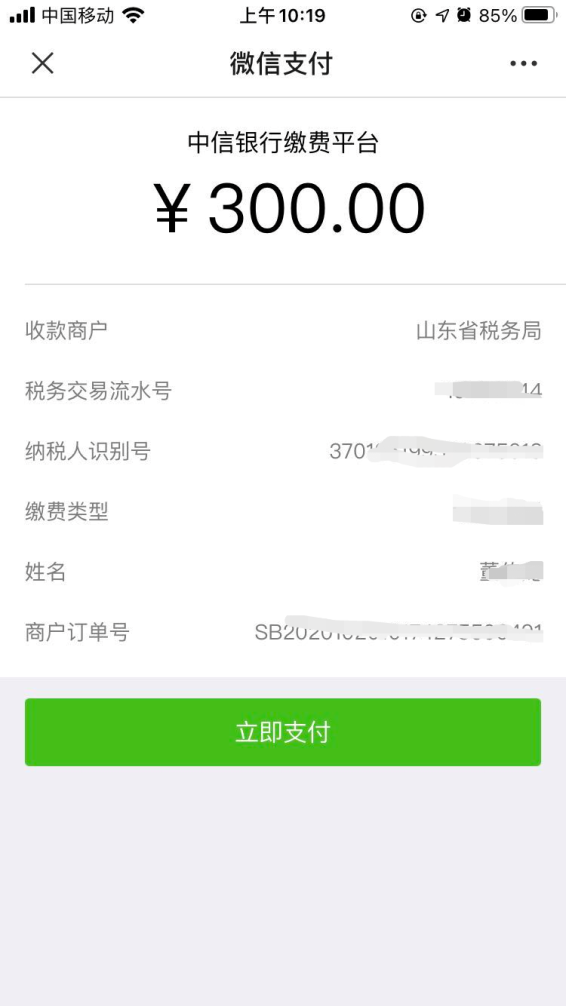 中国移动 上午10:19 85%
微信支付
中信银行缴费平台
¥300.00
收款商户 山东省税务局
税务交易流水号 14
纳税人识别号 3701
缴费类型
姓名
商户订单号 SB2020
立即支付